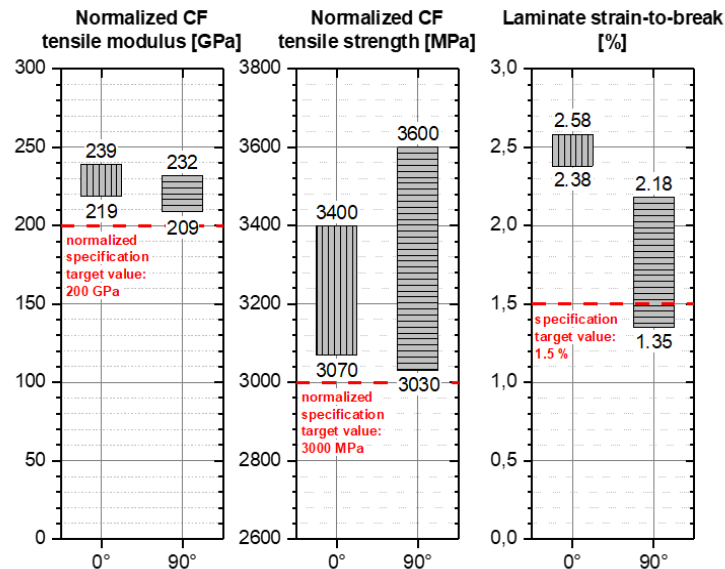 Normalized CF
tensile modulus [GPa]
300
250
200
150
100
50
0
239
219
232
209
normalized
specification
target value:
200 GPa
0°
90°
Normalized CF
tensile strength [MPa]
3800
3600
3400
3200
3000
2800
2600
3400
3070
3600
3030
normalized
specification
target value:
3000 MPa
0°
90°
Laminate strain-to-break
[%]
3,0
2,5
2,0
1,5
1,0
0,5
0,0
2.58
2.38
2.18
1.35
specification
target value:
1.5 %
0°
90°